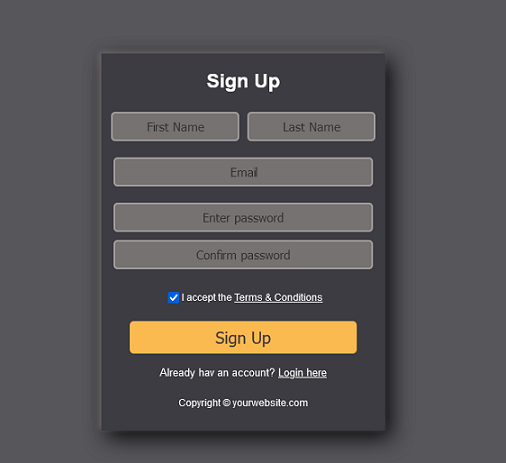 Sign Up
First Name Last Name
Email
Enter password
Confirm password
I accept the Terms & Conditions
Sign Up
Already hav an account? Login here
Copyright © yourwebsite.com